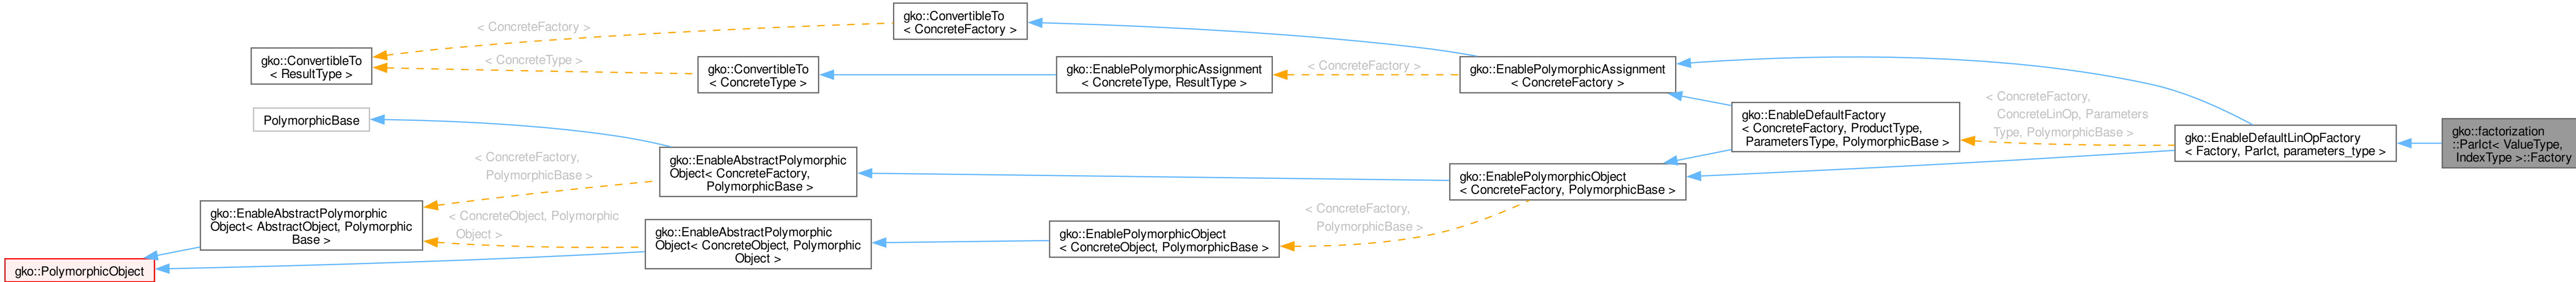 gko::ConvertibleTo
< ConcreteFactory >
< ConcreteFactory >
gko::ConvertibleTo
< ResultType >
< ConcreteType >
gko::ConvertibleTo
< ConcreteType >
gko::EnablePolymorphicAssignment
< ConcreteType, ResultType >
< ConcreteFactory >
gko::EnablePolymorphicAssignment
< ConcreteFactory >
PolymorphicBase
gko::EnableDefaultFactory
< ConcreteFactory, ProductType,
ParametersType, PolymorphicBase >
< ConcreteFactory,
ConcreteLinOp, Parameters
Type, PolymorphicBase >
gko::EnableDefaultLinOpFactory
< Factory, ParIct, parameters_type >
gko::factorization
::ParIct< ValueType,
IndexType >::Factory
< ConcreteFactory,
PolymorphicBase >
gko::EnableAbstractPolymorphic
Object< ConcreteFactory,
PolymorphicBase >
gko::EnablePolymorphicObject
< ConcreteFactory, PolymorphicBase >
gko::EnableAbstractPolymorphic
Object< AbstractObject, Polymorphic
Base >
< ConcreteObject, Polymorphic
Object >
gko::EnableAbstractPolymorphic
Object< ConcreteObject, Polymorphic
Object >
gko::EnablePolymorphicObject
< ConcreteObject, PolymorphicBase >
< ConcreteFactory,
PolymorphicBase >
gko::PolymorphicObject